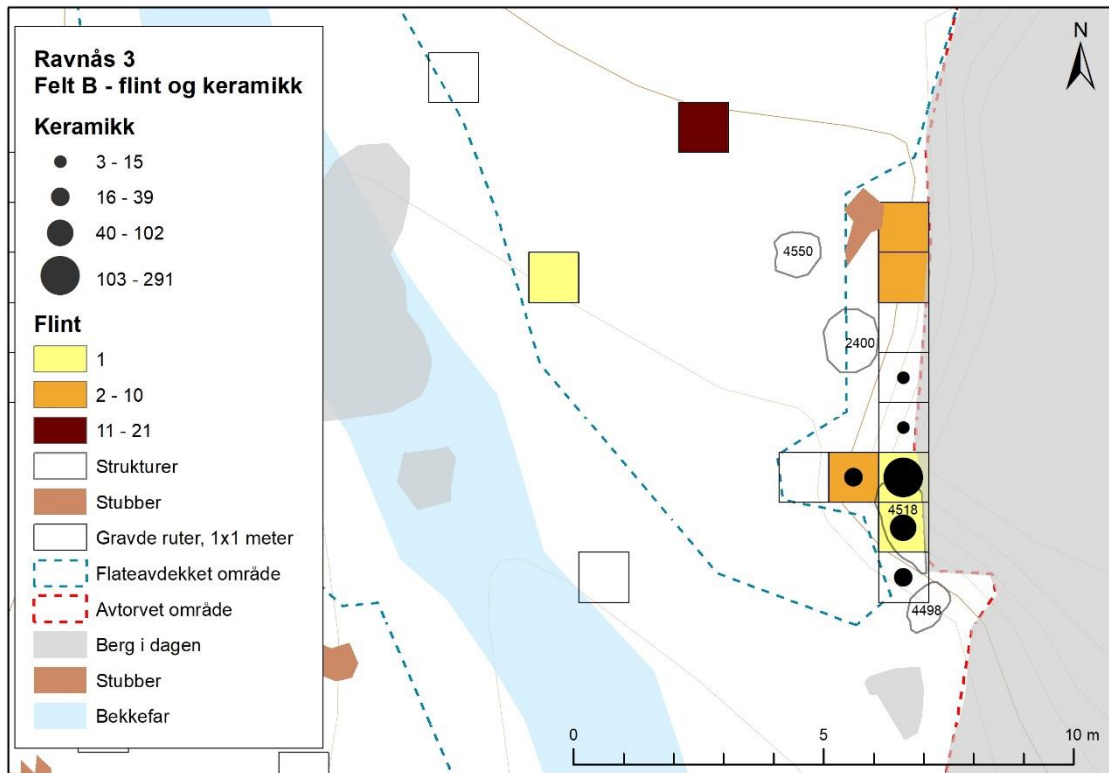 Ravnås 3
Felt B - flint og keramikk
Keramikk
3 - 15
16 - 39
40 - 102
103 - 291
Flint
1
2 - 10
11 - 21
Strukturer
Stubber
Gravde ruter, 1x1 meter
Flateavdekket område
Avtorvet område
Berg i dagen
Stubber
Bekkefar
N
4550
2400
4518
4498
0 5 10 m